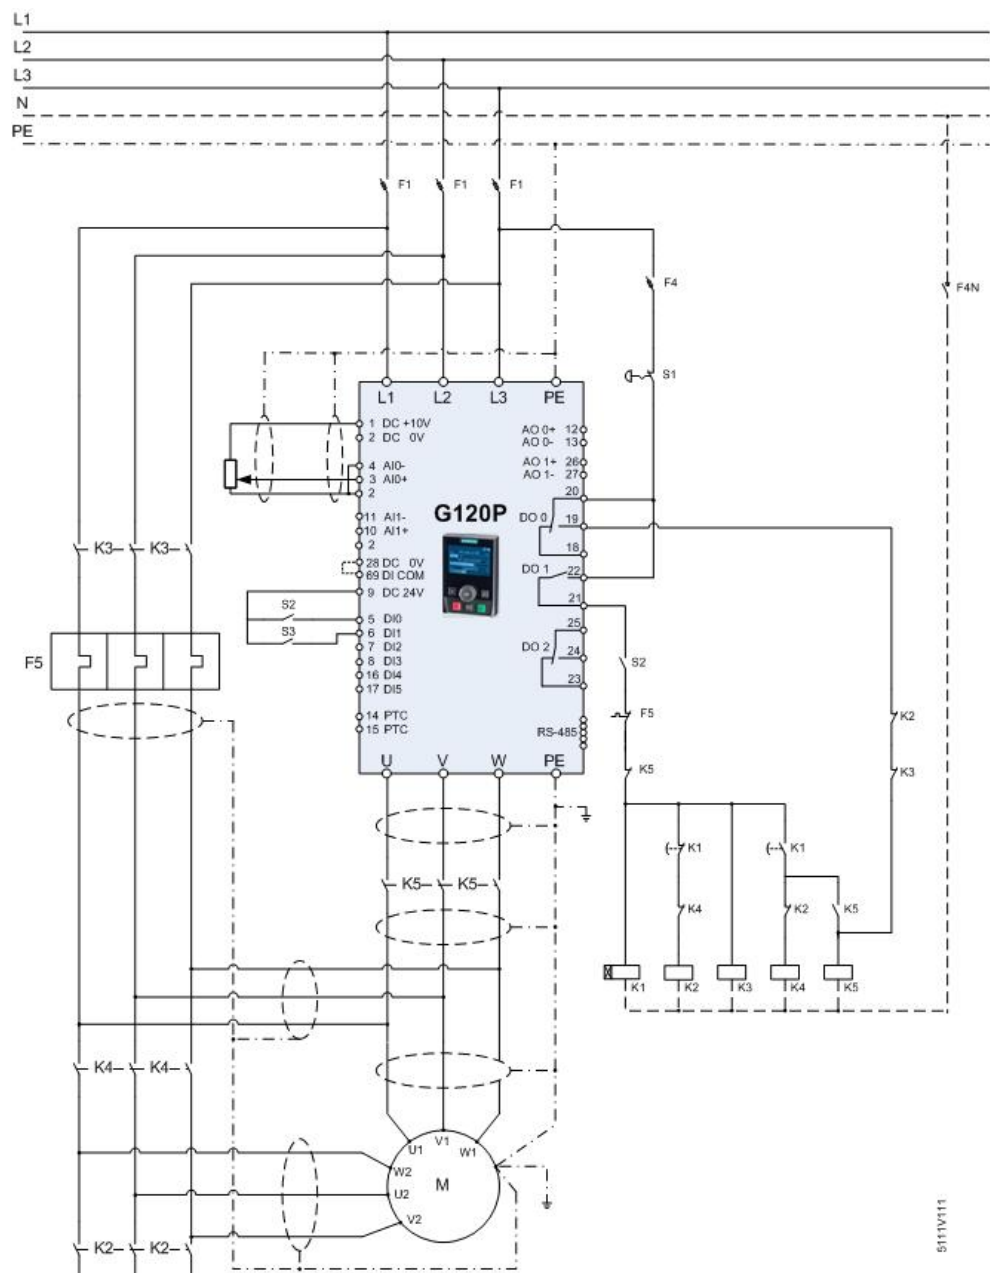 L1
L2
L3
N
PE
F1 F1 F1
F4 F4N
S1
L1 L2 L3 PE
1 DC +10V
2 DC 0V
4 AI0-
3 AI0+
2
11 AI1-
10 AI1+
2
28 DC 0V
69 DI COM
9 DC 24V
5 DI0
6 DI1
7 DI2
8 DI3
16 DI4
17 DI5
14 PTC
15 PTC
G120P
AO 0+ 12
AO 0- 13
AO 1+ 26
AO 1- 27
20
DO 0 19
18
DO 1 22
21
25
DO 2 24
23
RS-485
U V W PE
S2
S3
K3 K3
F5
S2
F5
K5
K2
K3
K1 K1
K4 K2 K5
K1 K2 K3 K4 K5
K5 K5
K4 K4
U1 V1 W1
W2
U2
V2
M
K2 K2
5111V111